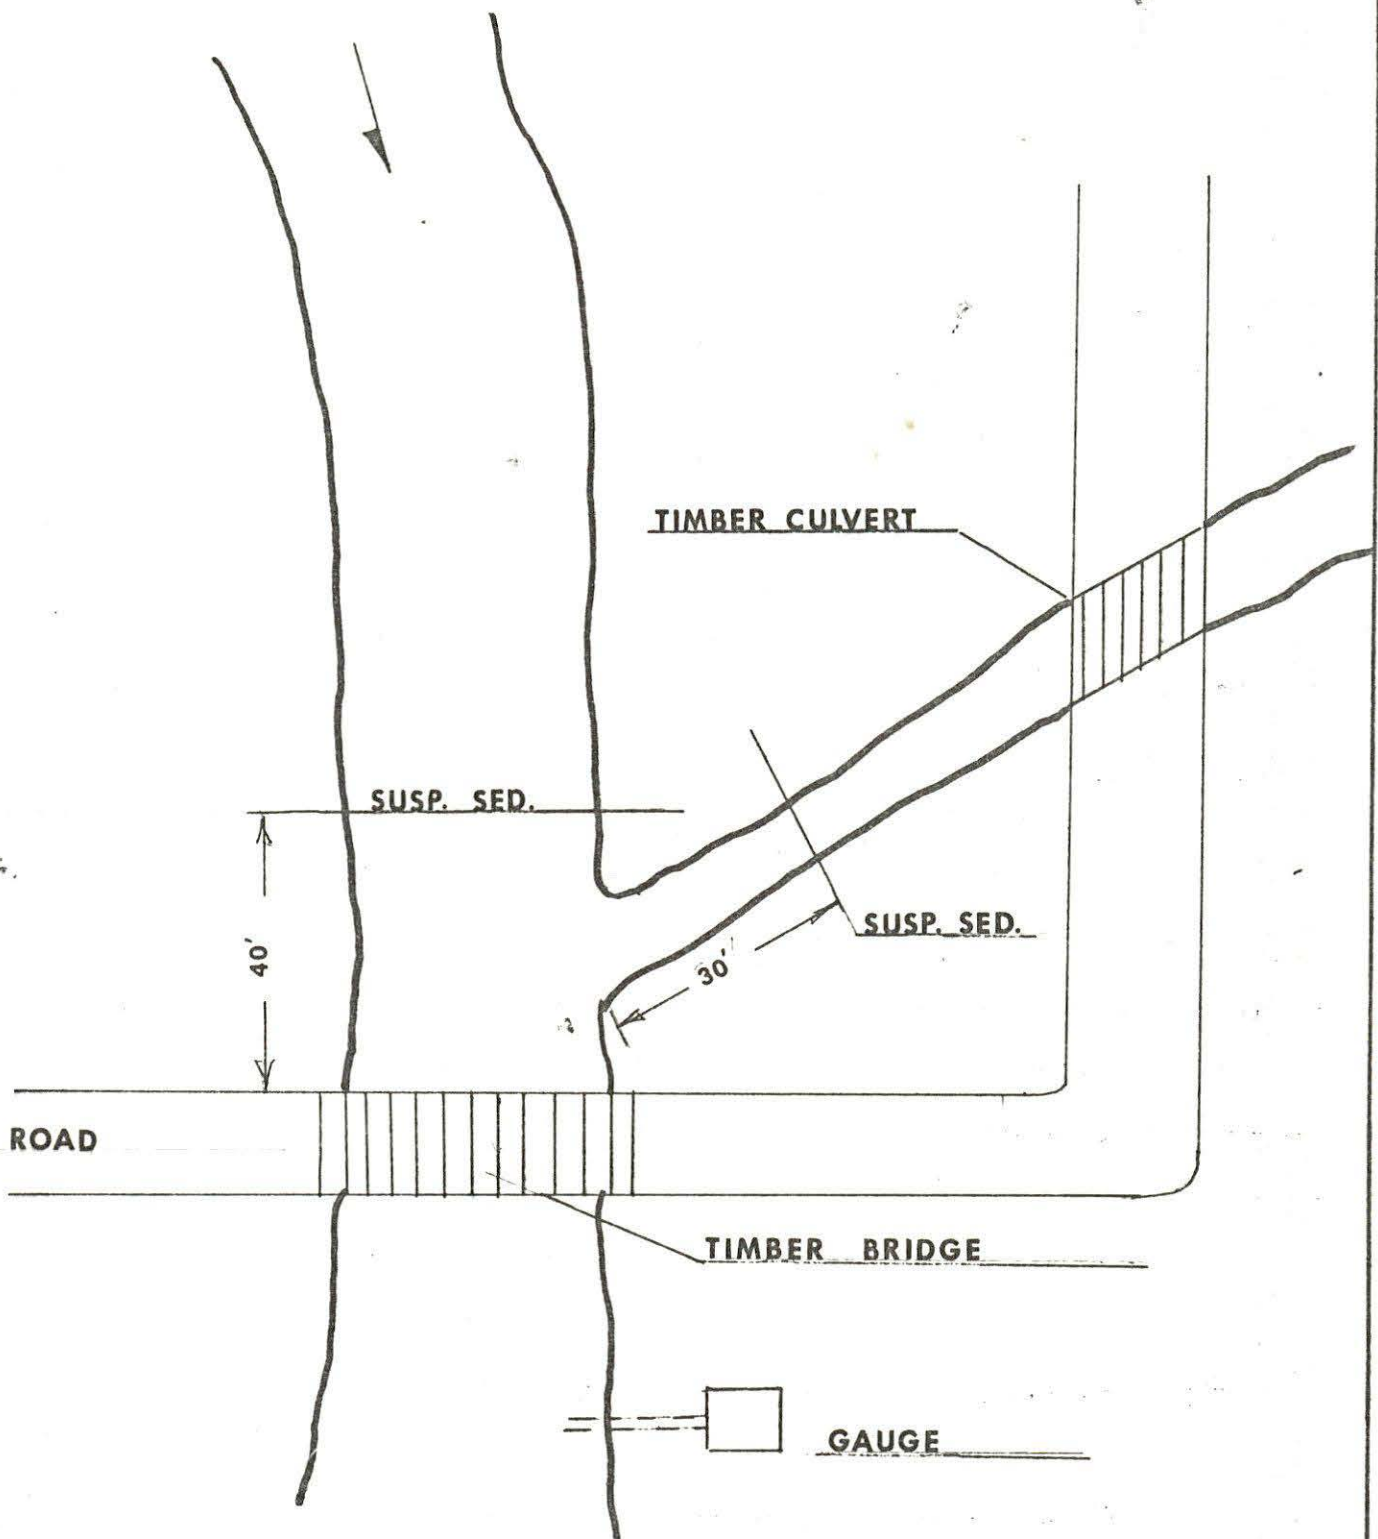 TIMBER CULVERT
SUSP. SED.
SUSP. SED.
40'
30'
ROAD
TIMBER BRIDGE
GAUGE